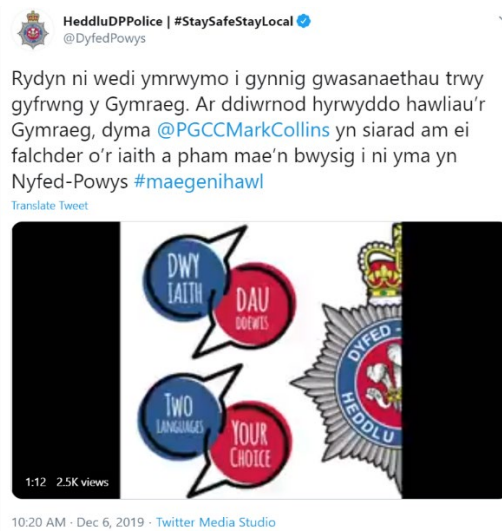 HeddluDPPolice | #StaySafeStayLocal
@DyfedPowys
Rydyn ni wedi ymrwymo i gynnig gwasanaethau trwy
gyfrwng y Gymraeg. Ar ddiwrnod hyrwyddo hawliau'r
Gymraeg, dyma @PGCCMarkCollins yn siarad am ei
falchder o'r iaith a pham mae'n bwysig i ni yma yn
Nyfed-Powys #maegenihawl
Translate Tweet
DWY
IAITH
DAU
DDEWIS
TWO
LANGUAGES
YOUR
CHOICE
DYFED -
HEDDLU
1:12 2.5K views
10:20 AM · Dec 6, 2019 · Twitter Media Studio